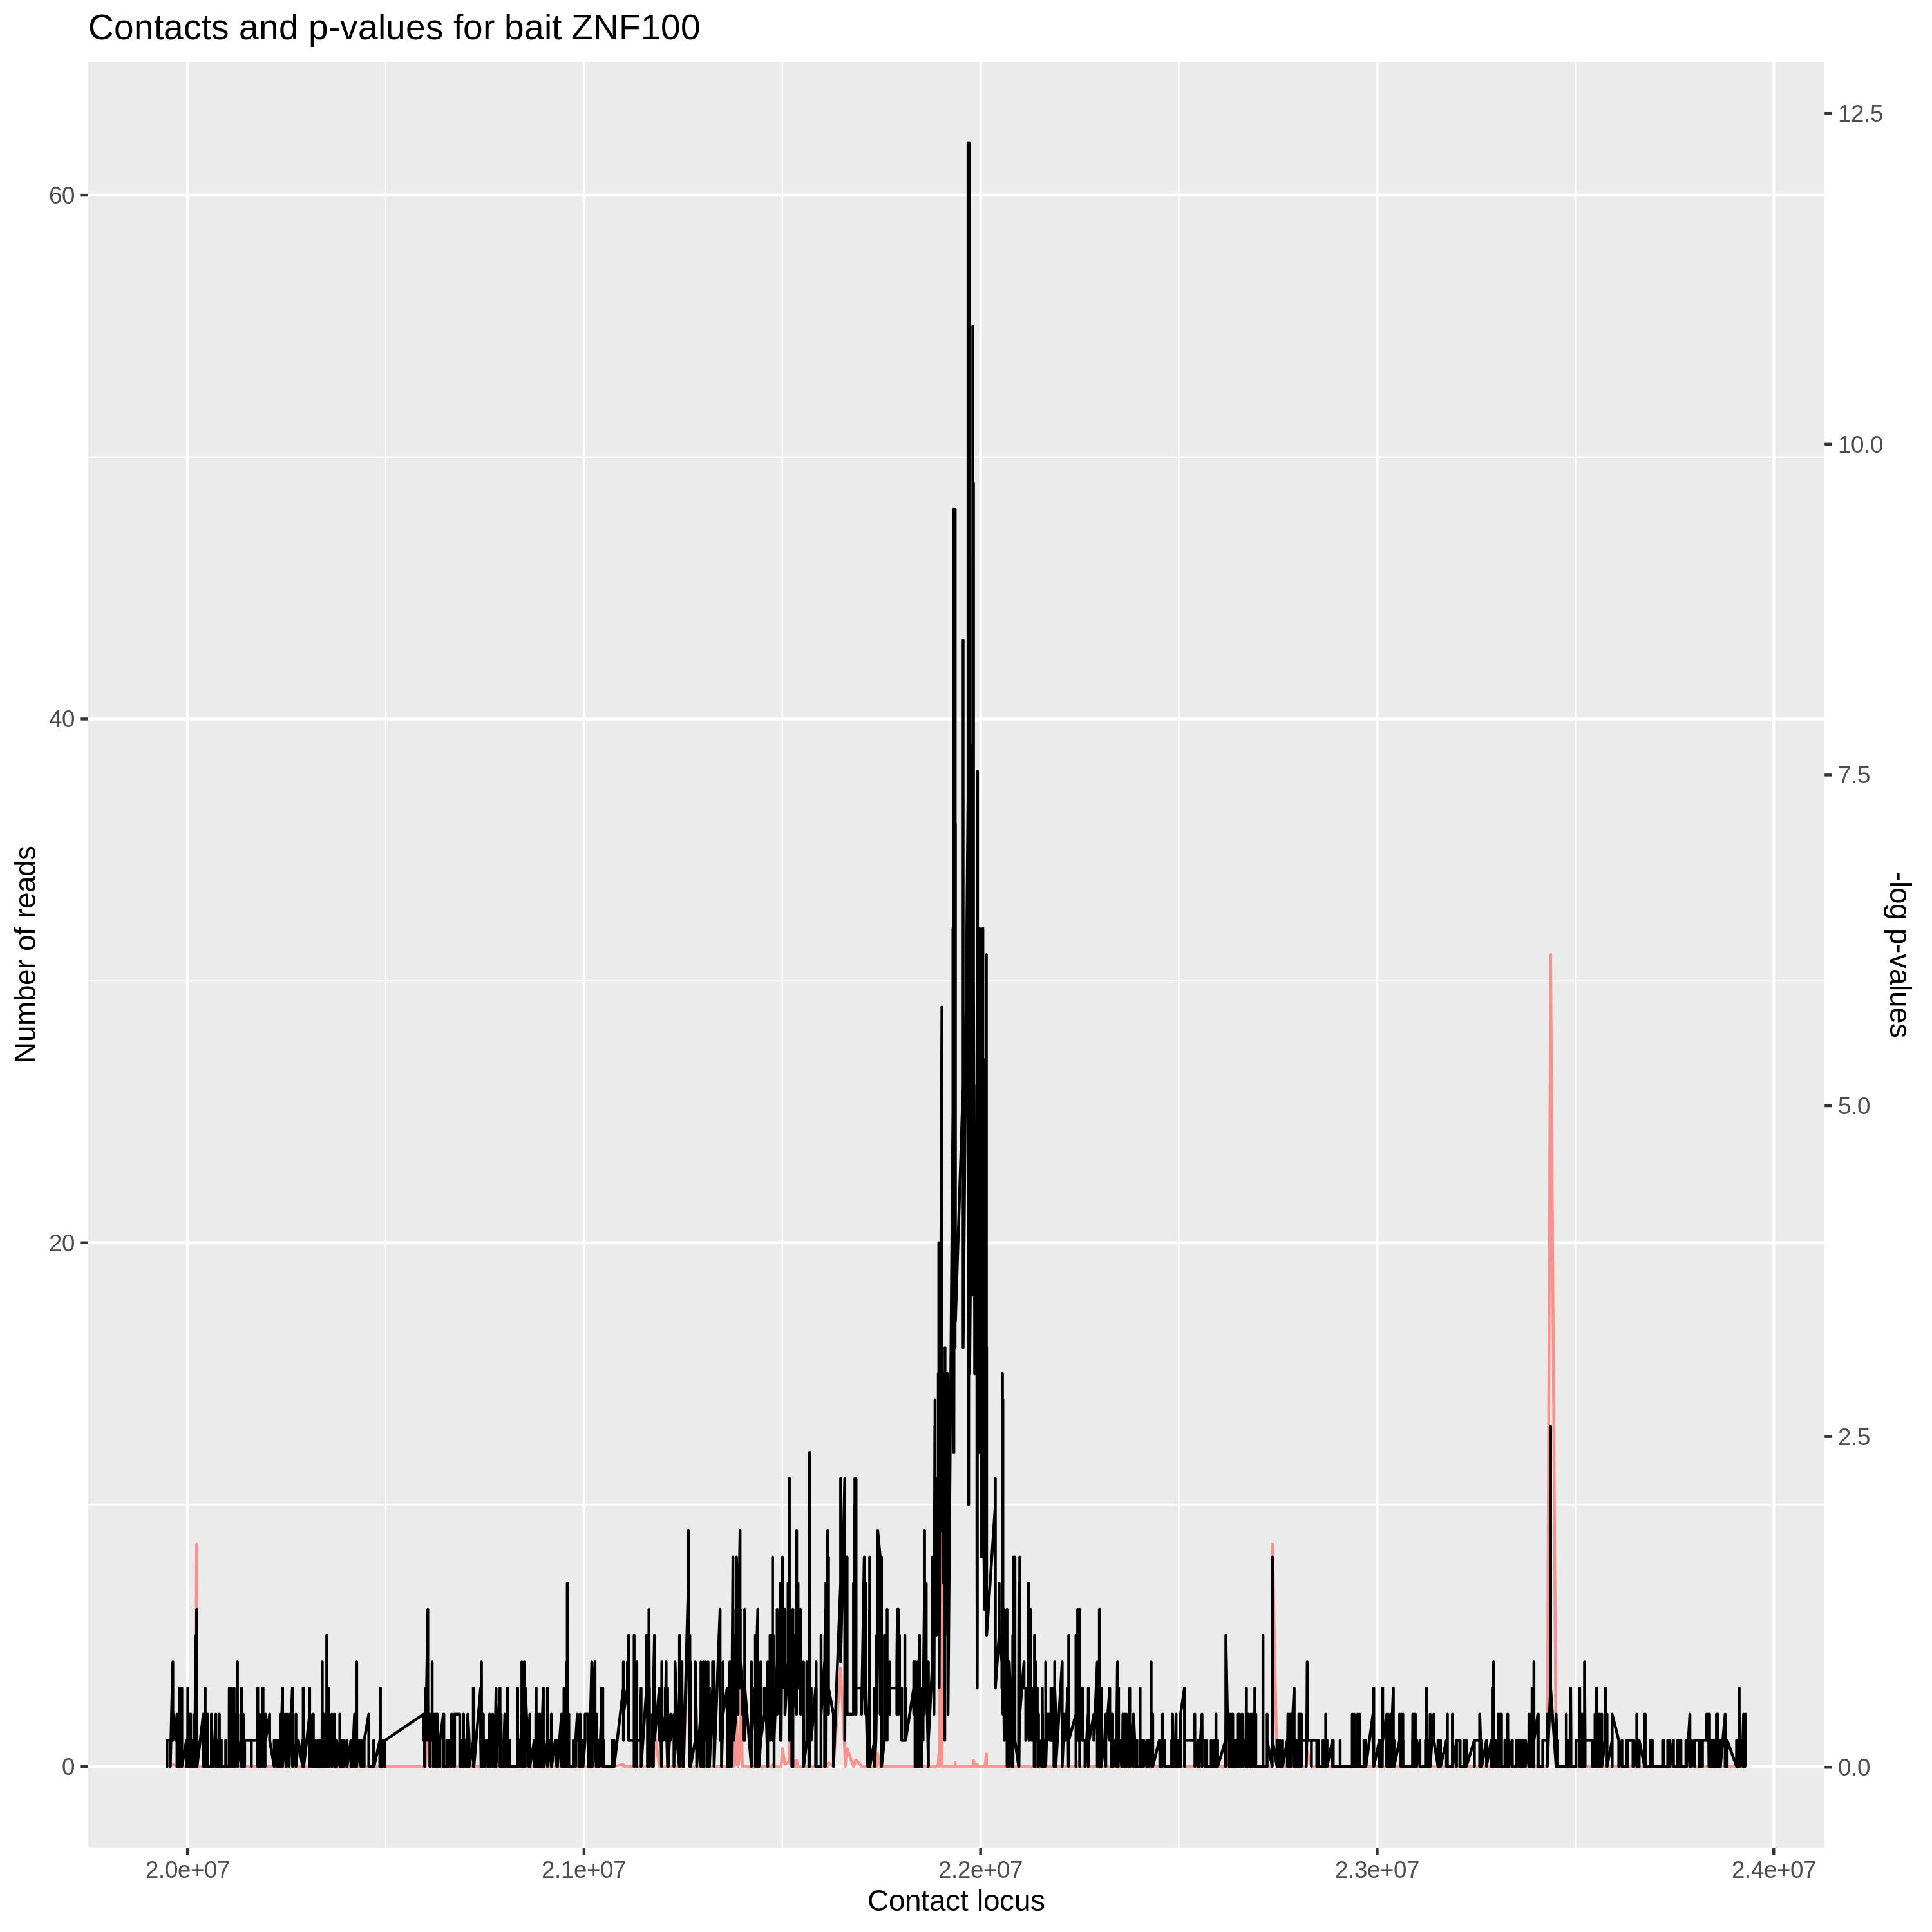 Contacts and p-values for bait ZNF100
60
40
20
0
Number of reads
12.5
10.0
7.5
5.0
2.5
0.0
-log p-values
2.0e+07
2.1e+07
2.2e+07
2.3e+07
2.4e+07
Contact locus